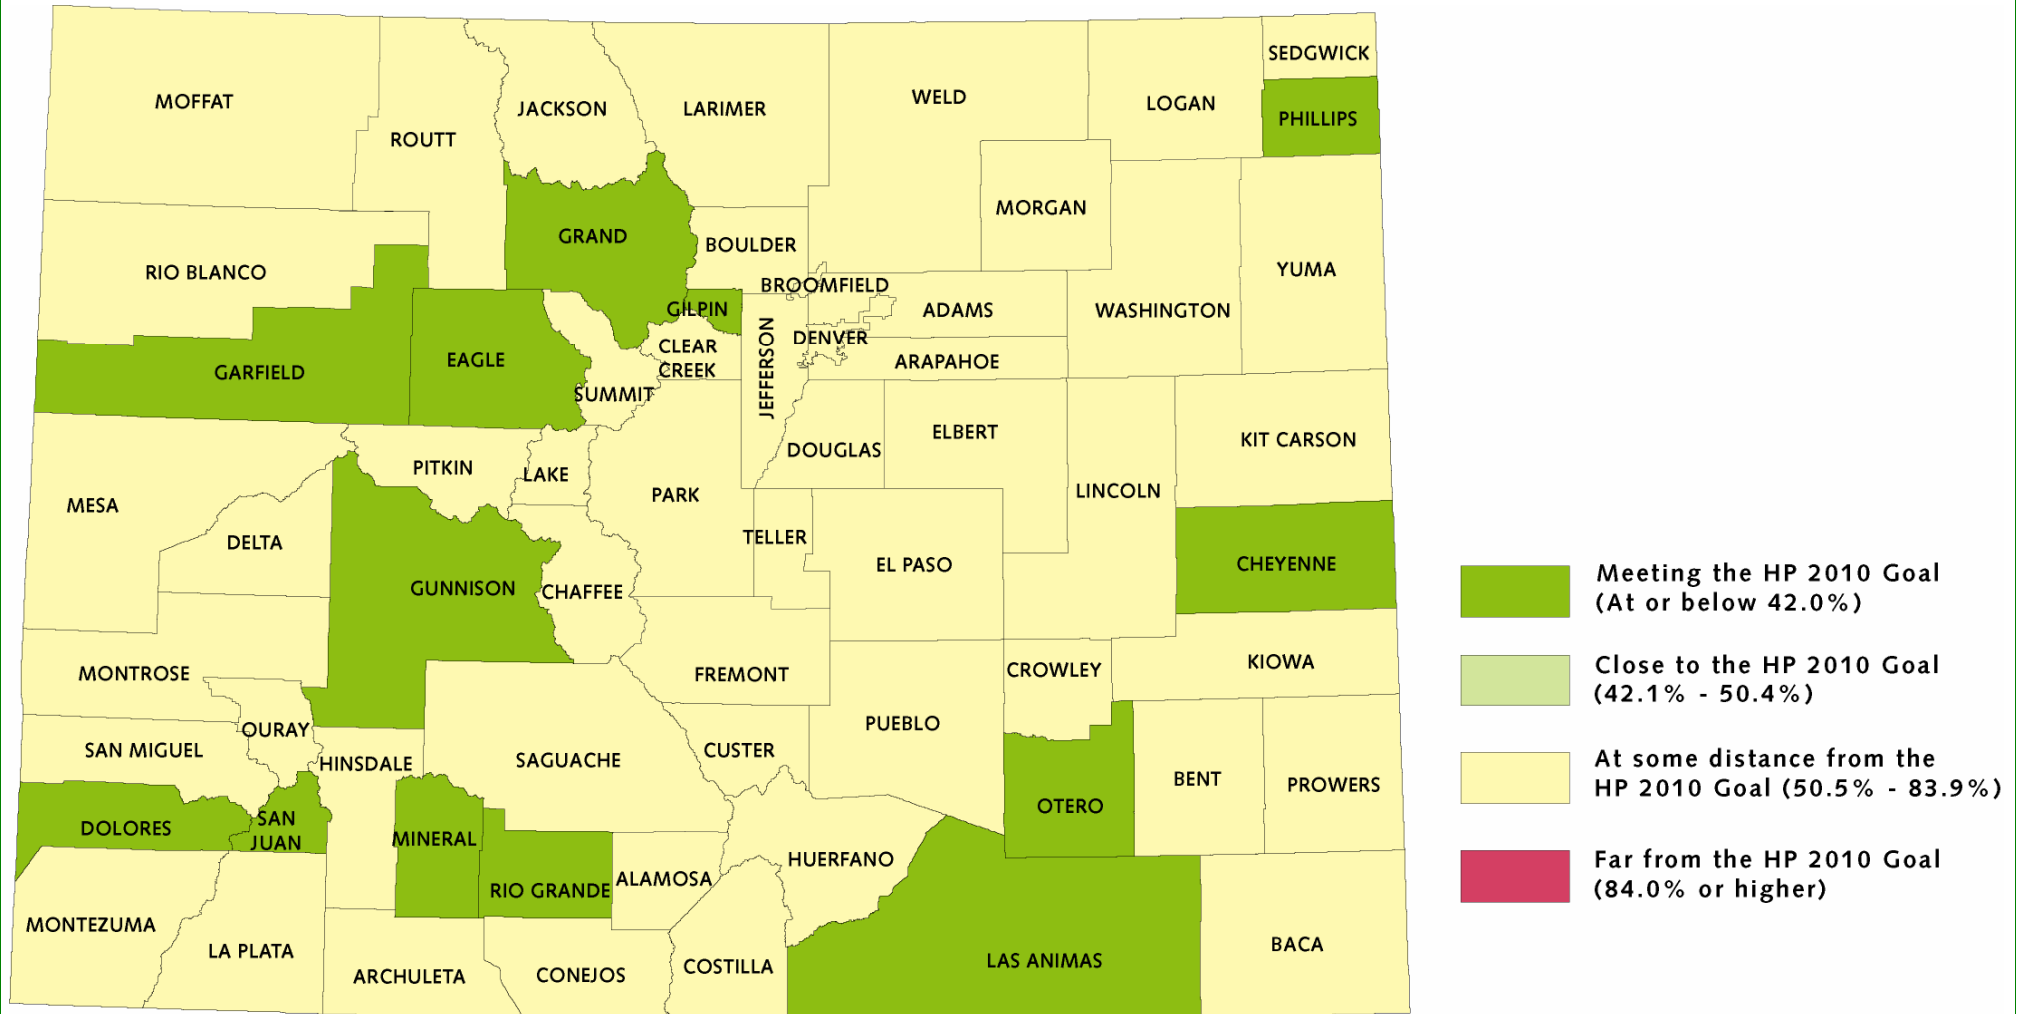 SEDGWICK
MOFFAT
JACKSON
LARIMER
WELD
LOGAN
PHILLIPS
ROUTT
MORGAN
GRAND
BOULDER
RIO BLANCO
YUMA
BROOMFIELD
GILPIN
ADAMS
WASHINGTON
DENVER
CLEAR
CREEK
EAGLE
ARAPAHOE
GARFIELD
JEFFERSON
SUMMIT
ELBERT
KIT CARSON
DOUGLAS
PITKIN
LAKE
PARK
LINCOLN
MESA
DELTA
TELLER
EL PASO
CHEYENNE
GUNNISON
CHAFFEE
MONTROSE
FREMONT
CROWLEY
KIOWA
OURAY
PUEBLO
SAN MIGUEL
HINSDALE
SAGUACHE
CUSTER
BENT
PROWERS
OTERO
DOLORES
SAN
JUAN
MINERAL
HUERFANO
RIO GRANDE
ALAMOSA
MONTEZUMA
LA PLATA
ARCHULETA
CONEJOS
COSTILLA
LAS ANIMAS
BACA
Meeting the HP 2010 Goal
(At or below 42.0%)
Close to the HP 2010 Goal
(42.1% - 50.4%)
At some distance from the
HP 2010 Goal (50.5% - 83.9%)
Far from the HP 2010 Goal
(84.0% or higher)